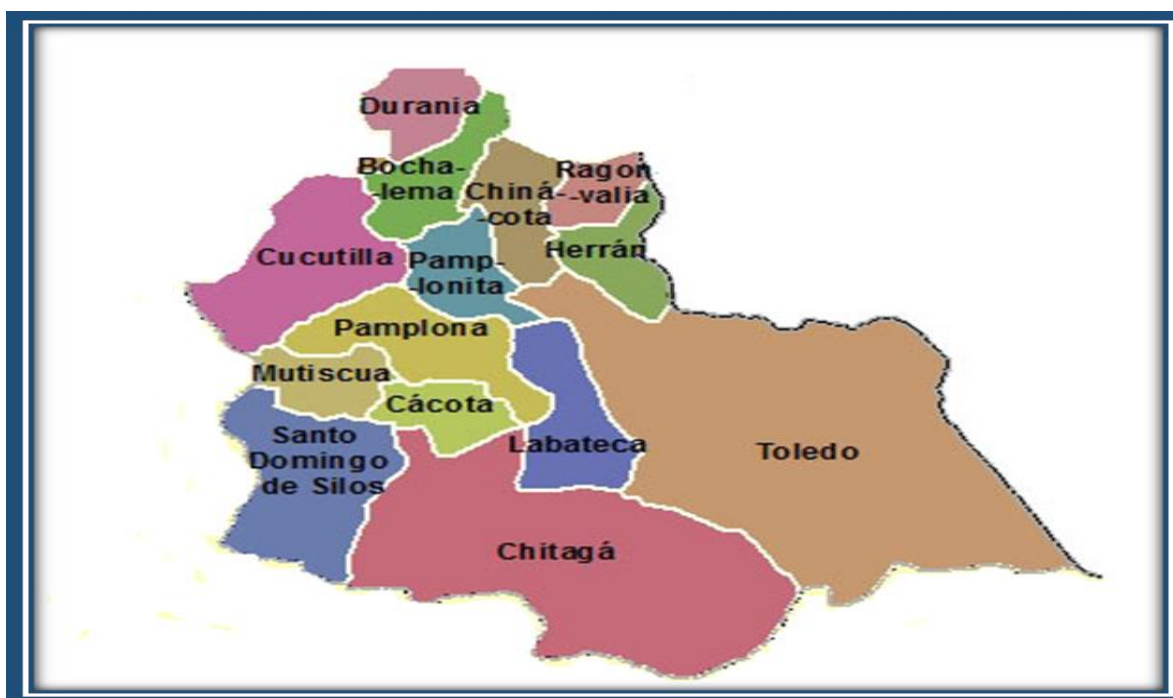 Durania
Bocha-
-lema
Chiná-
-cota
Ragon
-valia
Cucutilla
Pamp-
-lonita
Herrán
Pamplona
Mutiscua
Cácota
Santo
Domingo
de Silos
Labateca
Toledo
Chitagá